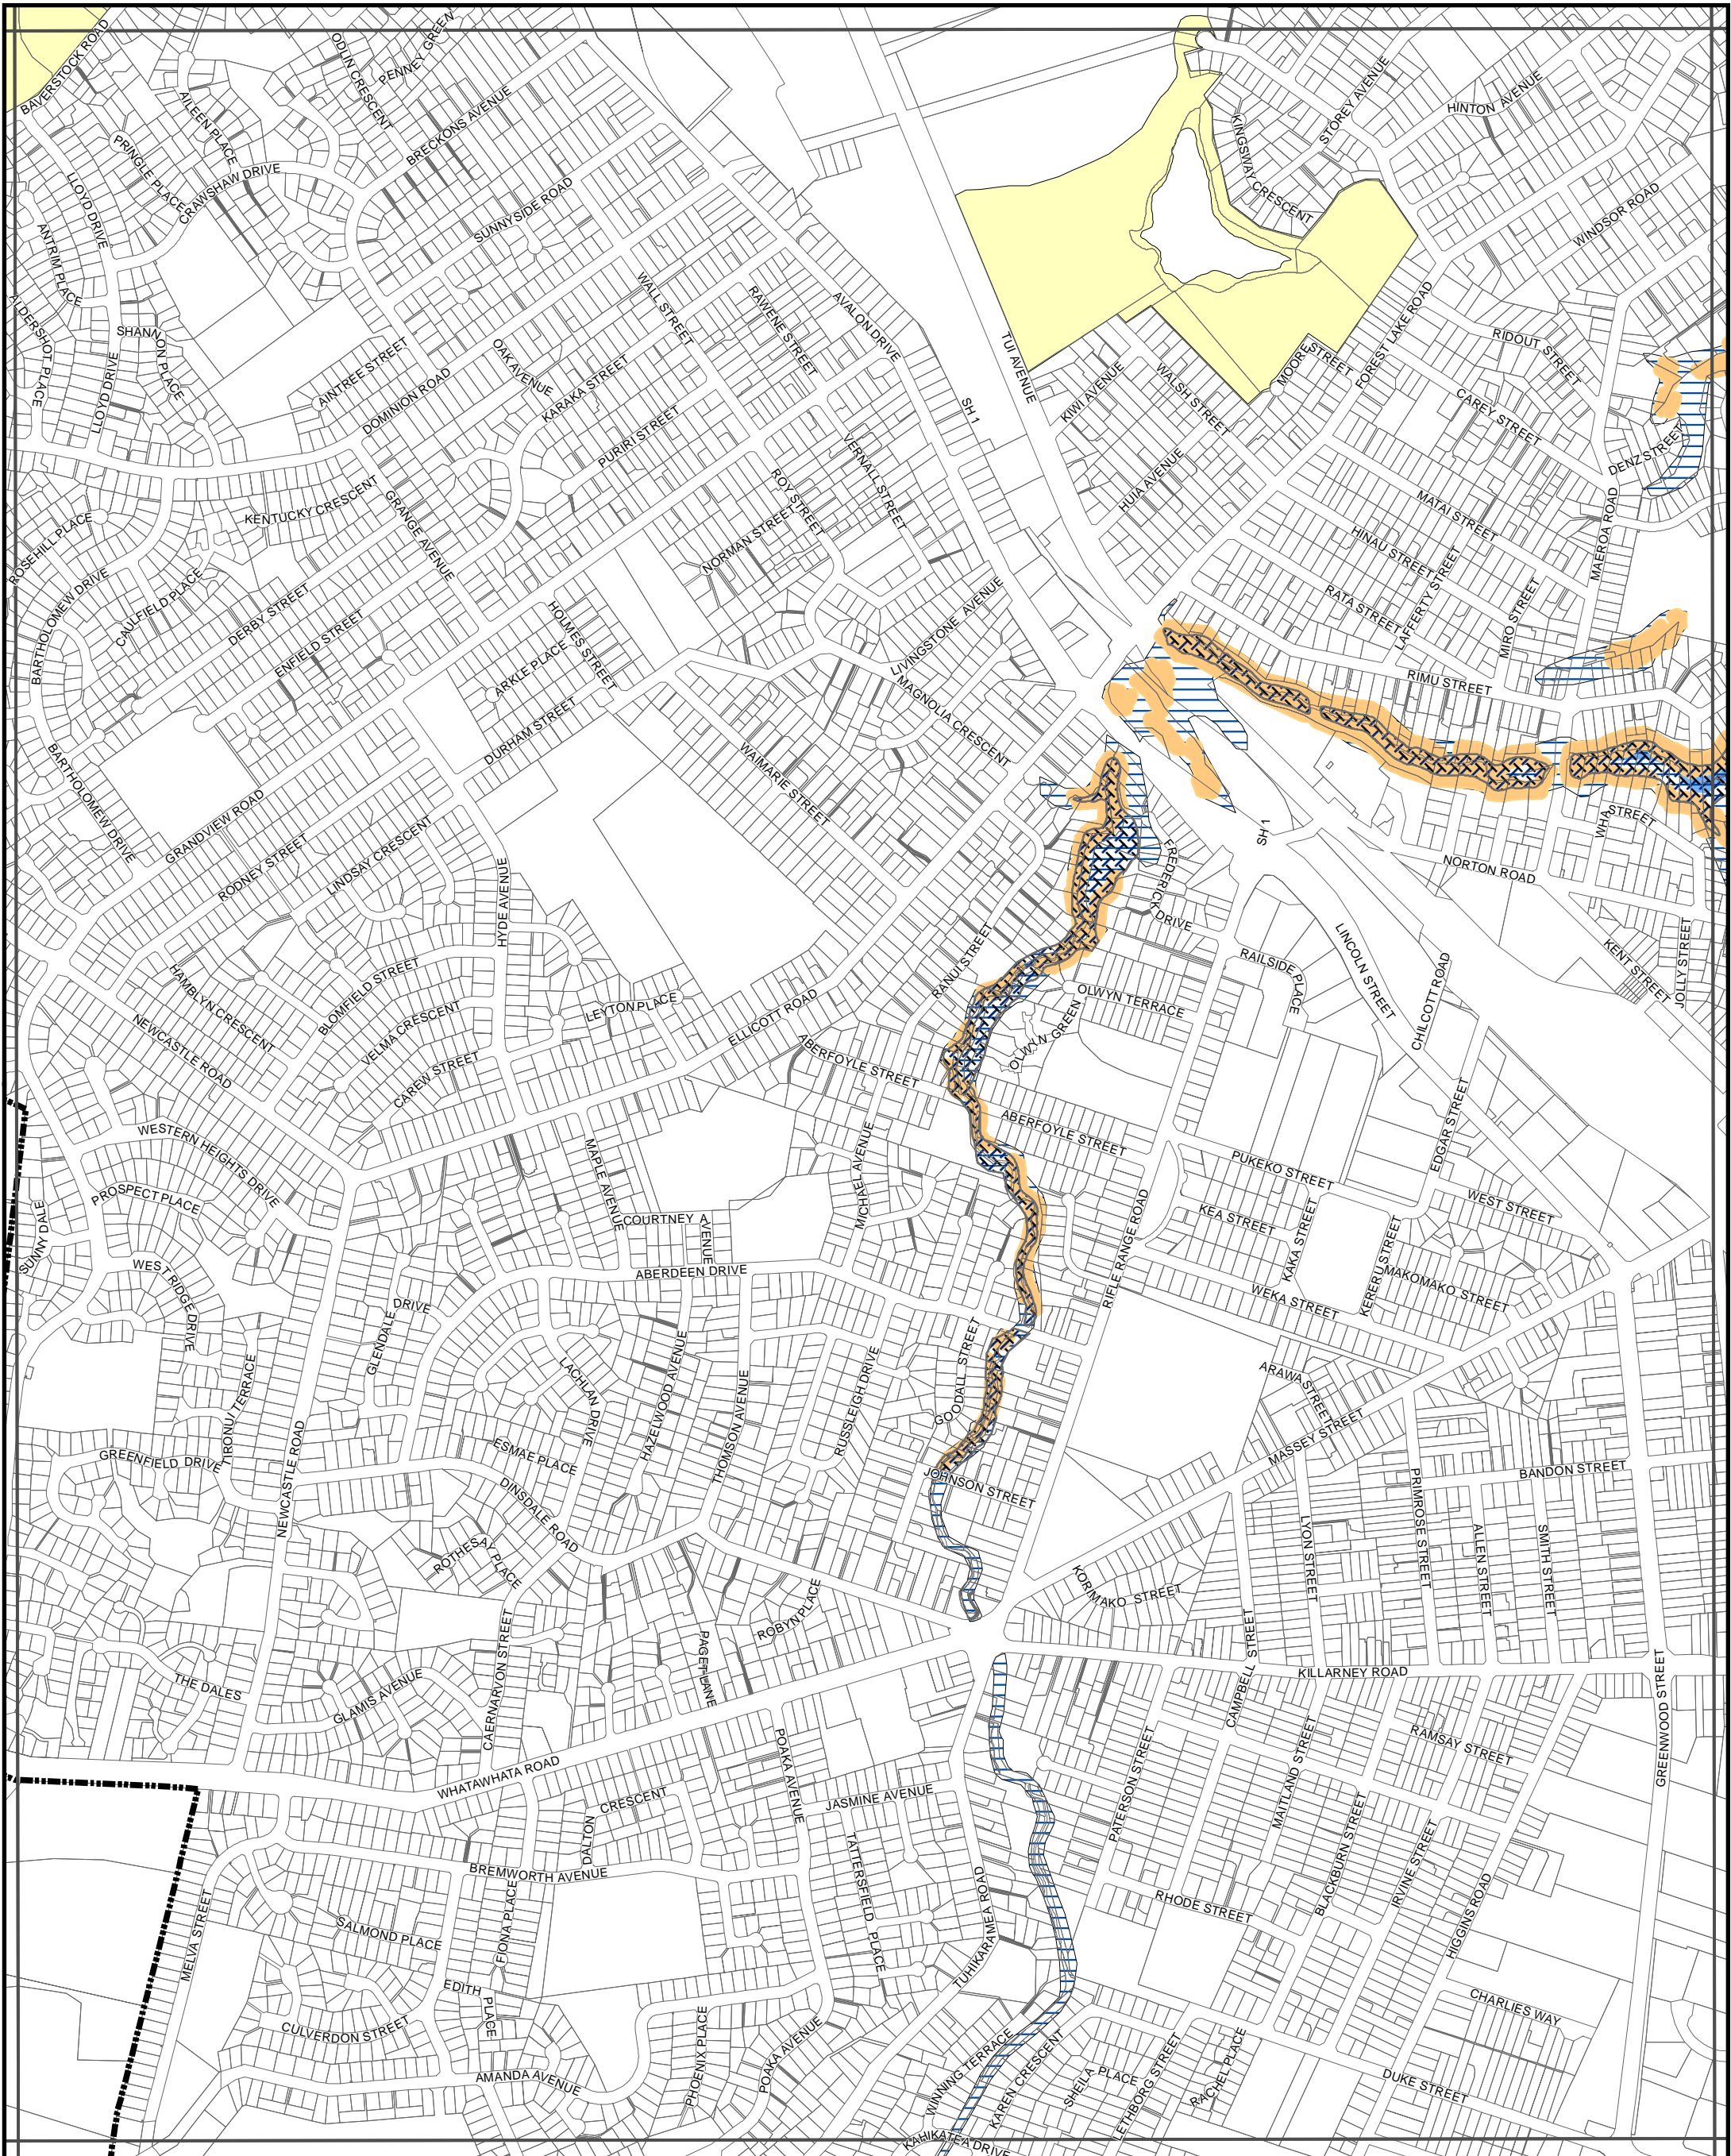 BAVERSTOCK ROAD
ODLIN CRESCENT
PENNEY GREEN
AILEEN PLACE
PRINGLE PLACE
BRECKONS AVENUE
CRAWSHAW DRIVE
LLOYD DRIVE
ANTRIM PLACE
SUNNYSIDE ROAD
KINGSWAY CRESCENT
STOREY AVENUE
HINTON AVENUE
WINDSOR ROAD
ALDERSHOT PLACE
SHANNON PLACE
LLOYD DRIVE
AINTREE STREET
DOMINION ROAD
OAK AVENUE
KARAKA STREET
WALL STREET
RAWENE STREET
AVALON DRIVE
TUI AVENUE
SH 1
PURIRI STREET
KIWI AVENUE
WALSH STREET
MOORE STREET
FOREST LAKE ROAD
RIDOUT STREET
CAREY STREET
DENZ STREET
VERNALL STREET
ROY STREET
HUIA AVENUE
MATAI STREET
MAEROA ROAD
KENTUCKY CRESCENT
GRANGE AVENUE
ROSEHILL PLACE
NORMAN STREET
HINAU STREET
RATA STREET
LAFFERTY STREET
MIRO STREET
BARTHOLOMEW DRIVE
CAULFIELD PLACE
DERBY STREET
ENFIELD STREET
HOLMES STREET
ARKLE PLACE
LIVINGSTONE AVENUE
MAGNOLIA CRESCENT
RIMU STREET
DURHAM STREET
BARTHOLOMEW DRIVE
WAIMARIE STREET
GRANDVIEW ROAD
RODNEY STREET
LINDSAY CRESCENT
HYDE AVENUE
FREDERICK DRIVE
SH 1
WHA STREET
NORTON ROAD
KENT STREET
JOLLY STREET
LINCOLN STREET
CHILCOTT ROAD
RAILSIDE PLACE
RANUI STREET
OLWYN TERRACE
OLWYN GREEN
HAMBLYN CRESCENT
BLOMFIELD STREET
NEWCASTLE ROAD
VELMA CRESCENT
CAREW STREET
LEYTON PLACE
ELLICOTT ROAD
ABERFOYLE STREET
ABERFOYLE STREET
EDGAR STREET
WESTERN HEIGHTS DRIVE
PROSPECT PLACE
MAPLE AVENUE
MICHAEL AVENUE
PUKEKO STREET
WEST STREET
KEA STREET
KAKA STREET
KERERU STREET
MAKOMAKO STREET
SUNNY DALE
COURTNEY AVENUE
ABERDEEN DRIVE
RIFLE RANGE ROAD
WEKA STREET
WEST RIDGE DRIVE
GLENDALE DRIVE
TIRONUI TERRACE
LACHLAN DRIVE
HAZELWOOD AVENUE
THOMSON AVENUE
RUSSLEIGH DRIVE
GOODALL STREET
ARAWA STREET
MASSEY STREET
GREENFIELD DRIVE
NEWCASTLE ROAD
ESMAE PLACE
DINSDALE ROAD
JOHNSON STREET
BANDON STREET
PRIMROSE STREET
LYON STREET
ALLEN STREET
SMITH STREET
ROTHESAY PLACE
KORIMAKO STREET
ROBYN PLACE
PAGET LANE
CAMPBELL STREET
KILLARNEY ROAD
GREENWOOD STREET
THE DALES
GLAMIS AVENUE
CAERNARVON STREET
WHATAWHATA ROAD
POAKA AVENUE
JASMINE AVENUE
PATERSON STREET
MAITLAND STREET
RAMSAY STREET
DALTON CRESCENT
BREMWORTH AVENUE
TATTERSFIELD PLACE
TUHIKARAMEA ROAD
RHODE STREET
BLACKBURN STREET
IRVINE STREET
HIGGINS ROAD
MELVA STREET
SALMOND PLACE
FIONA PLACE
EDITH PLACE
CULVERDON STREET
AMANDA AVENUE
PHOENIX PLACE
POAKA AVENUE
WINNING TERRACE
KAREN CRESCENT
SHEILA PLACE
LETHBORG STREET
RACHEL PLACE
CHARLIES WAY
DUKE STREET
KAHIKATEA DRIVE